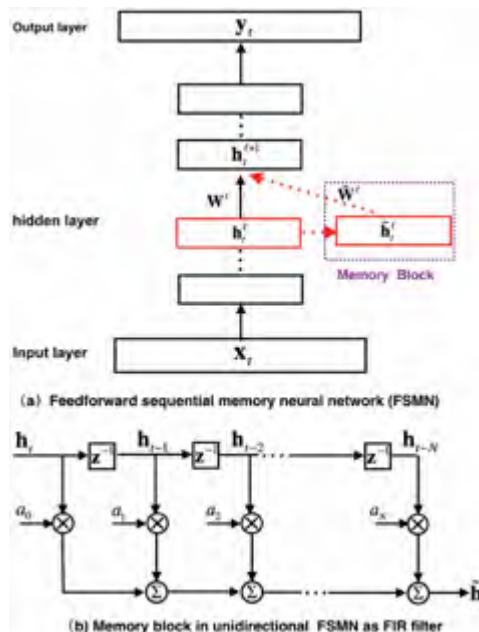 Output layer
y_t
h_t^{ℓ+1}
W^ℓ
W̃^ℓ
hidden layer
h_t^ℓ
h̃_t^ℓ
Memory Block
Input layer
x_t
(a) Feedforward sequential memory neural network (FSMN)
h_t z^{-1} h_{t-1} z^{-1} h_{t-2} z^{-1} h_{t-N}
a_0 a_1 a_2 a_N
Σ Σ Σ h̃
(b) Memory block in unidirectional FSMN as FIR filter